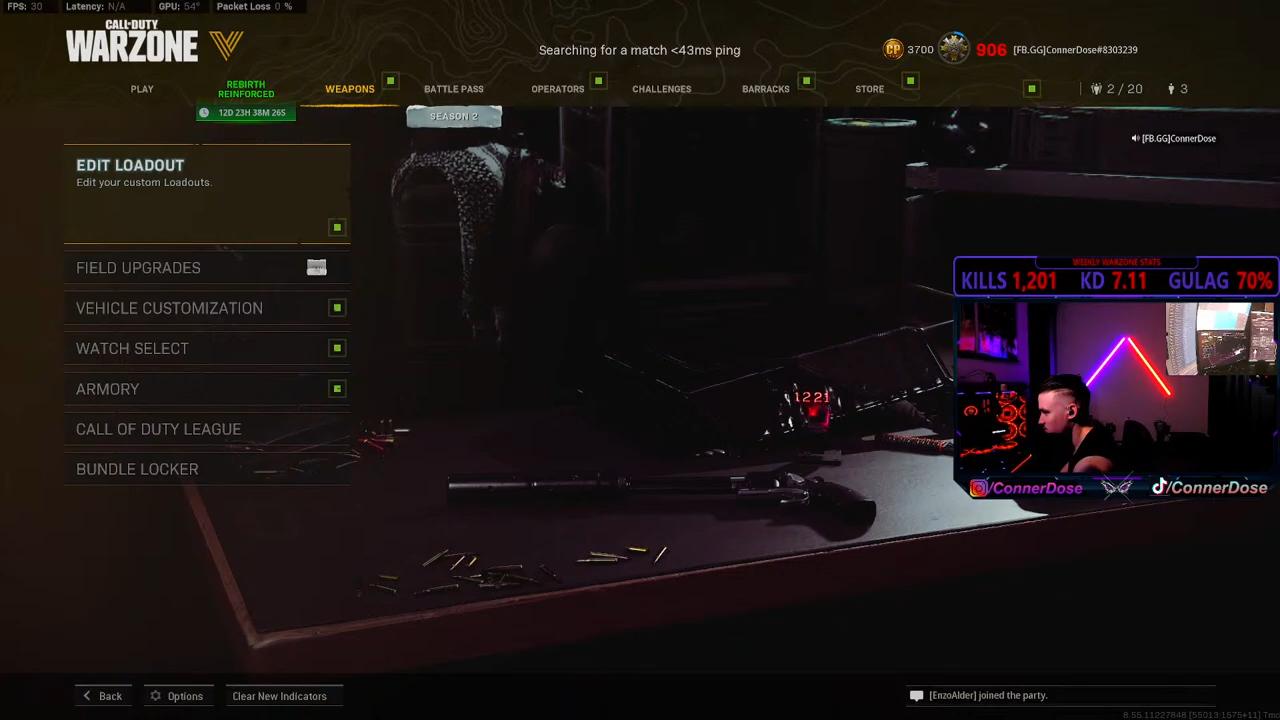 FPS: 30 Latency: N/A GPU: 54° Packet Loss 0 %
CALL OF DUTY
WARZONE
Searching for a match <43ms ping
CP 3700 906 [FB.GG]ConnerDose#8303239
PLAY
REBIRTH
REINFORCED
WEAPONS
BATTLE PASS
OPERATORS
CHALLENGES
BARRACKS
STORE
2 / 20
3
12D 23H 38M 26S
SEASON 2
[FB.GG]ConnerDose
EDIT LOADOUT
Edit your custom Loadouts.
FIELD UPGRADES
VEHICLE CUSTOMIZATION
WATCH SELECT
ARMORY
CALL OF DUTY LEAGUE
BUNDLE LOCKER
12 21
WEEKLY WARZONE STATS
KILLS 1,201 KD 7.11 GULAG 70%
/ConnerDose
/ConnerDose
Back
Options
Clear New Indicators
[EnzoAlder] joined the party.